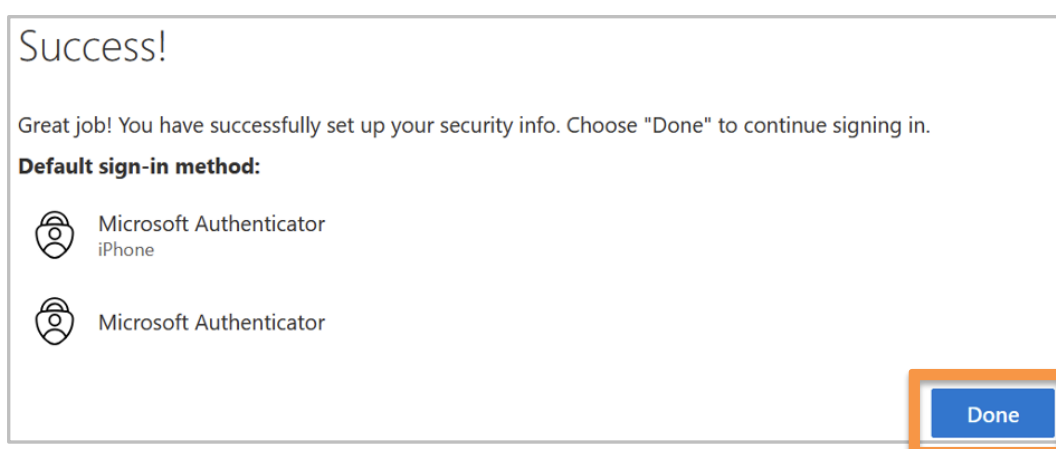 Success!
Great job! You have successfully set up your security info. Choose "Done" to continue signing in.
Default sign-in method:
Microsoft Authenticator
iPhone
Microsoft Authenticator
Done